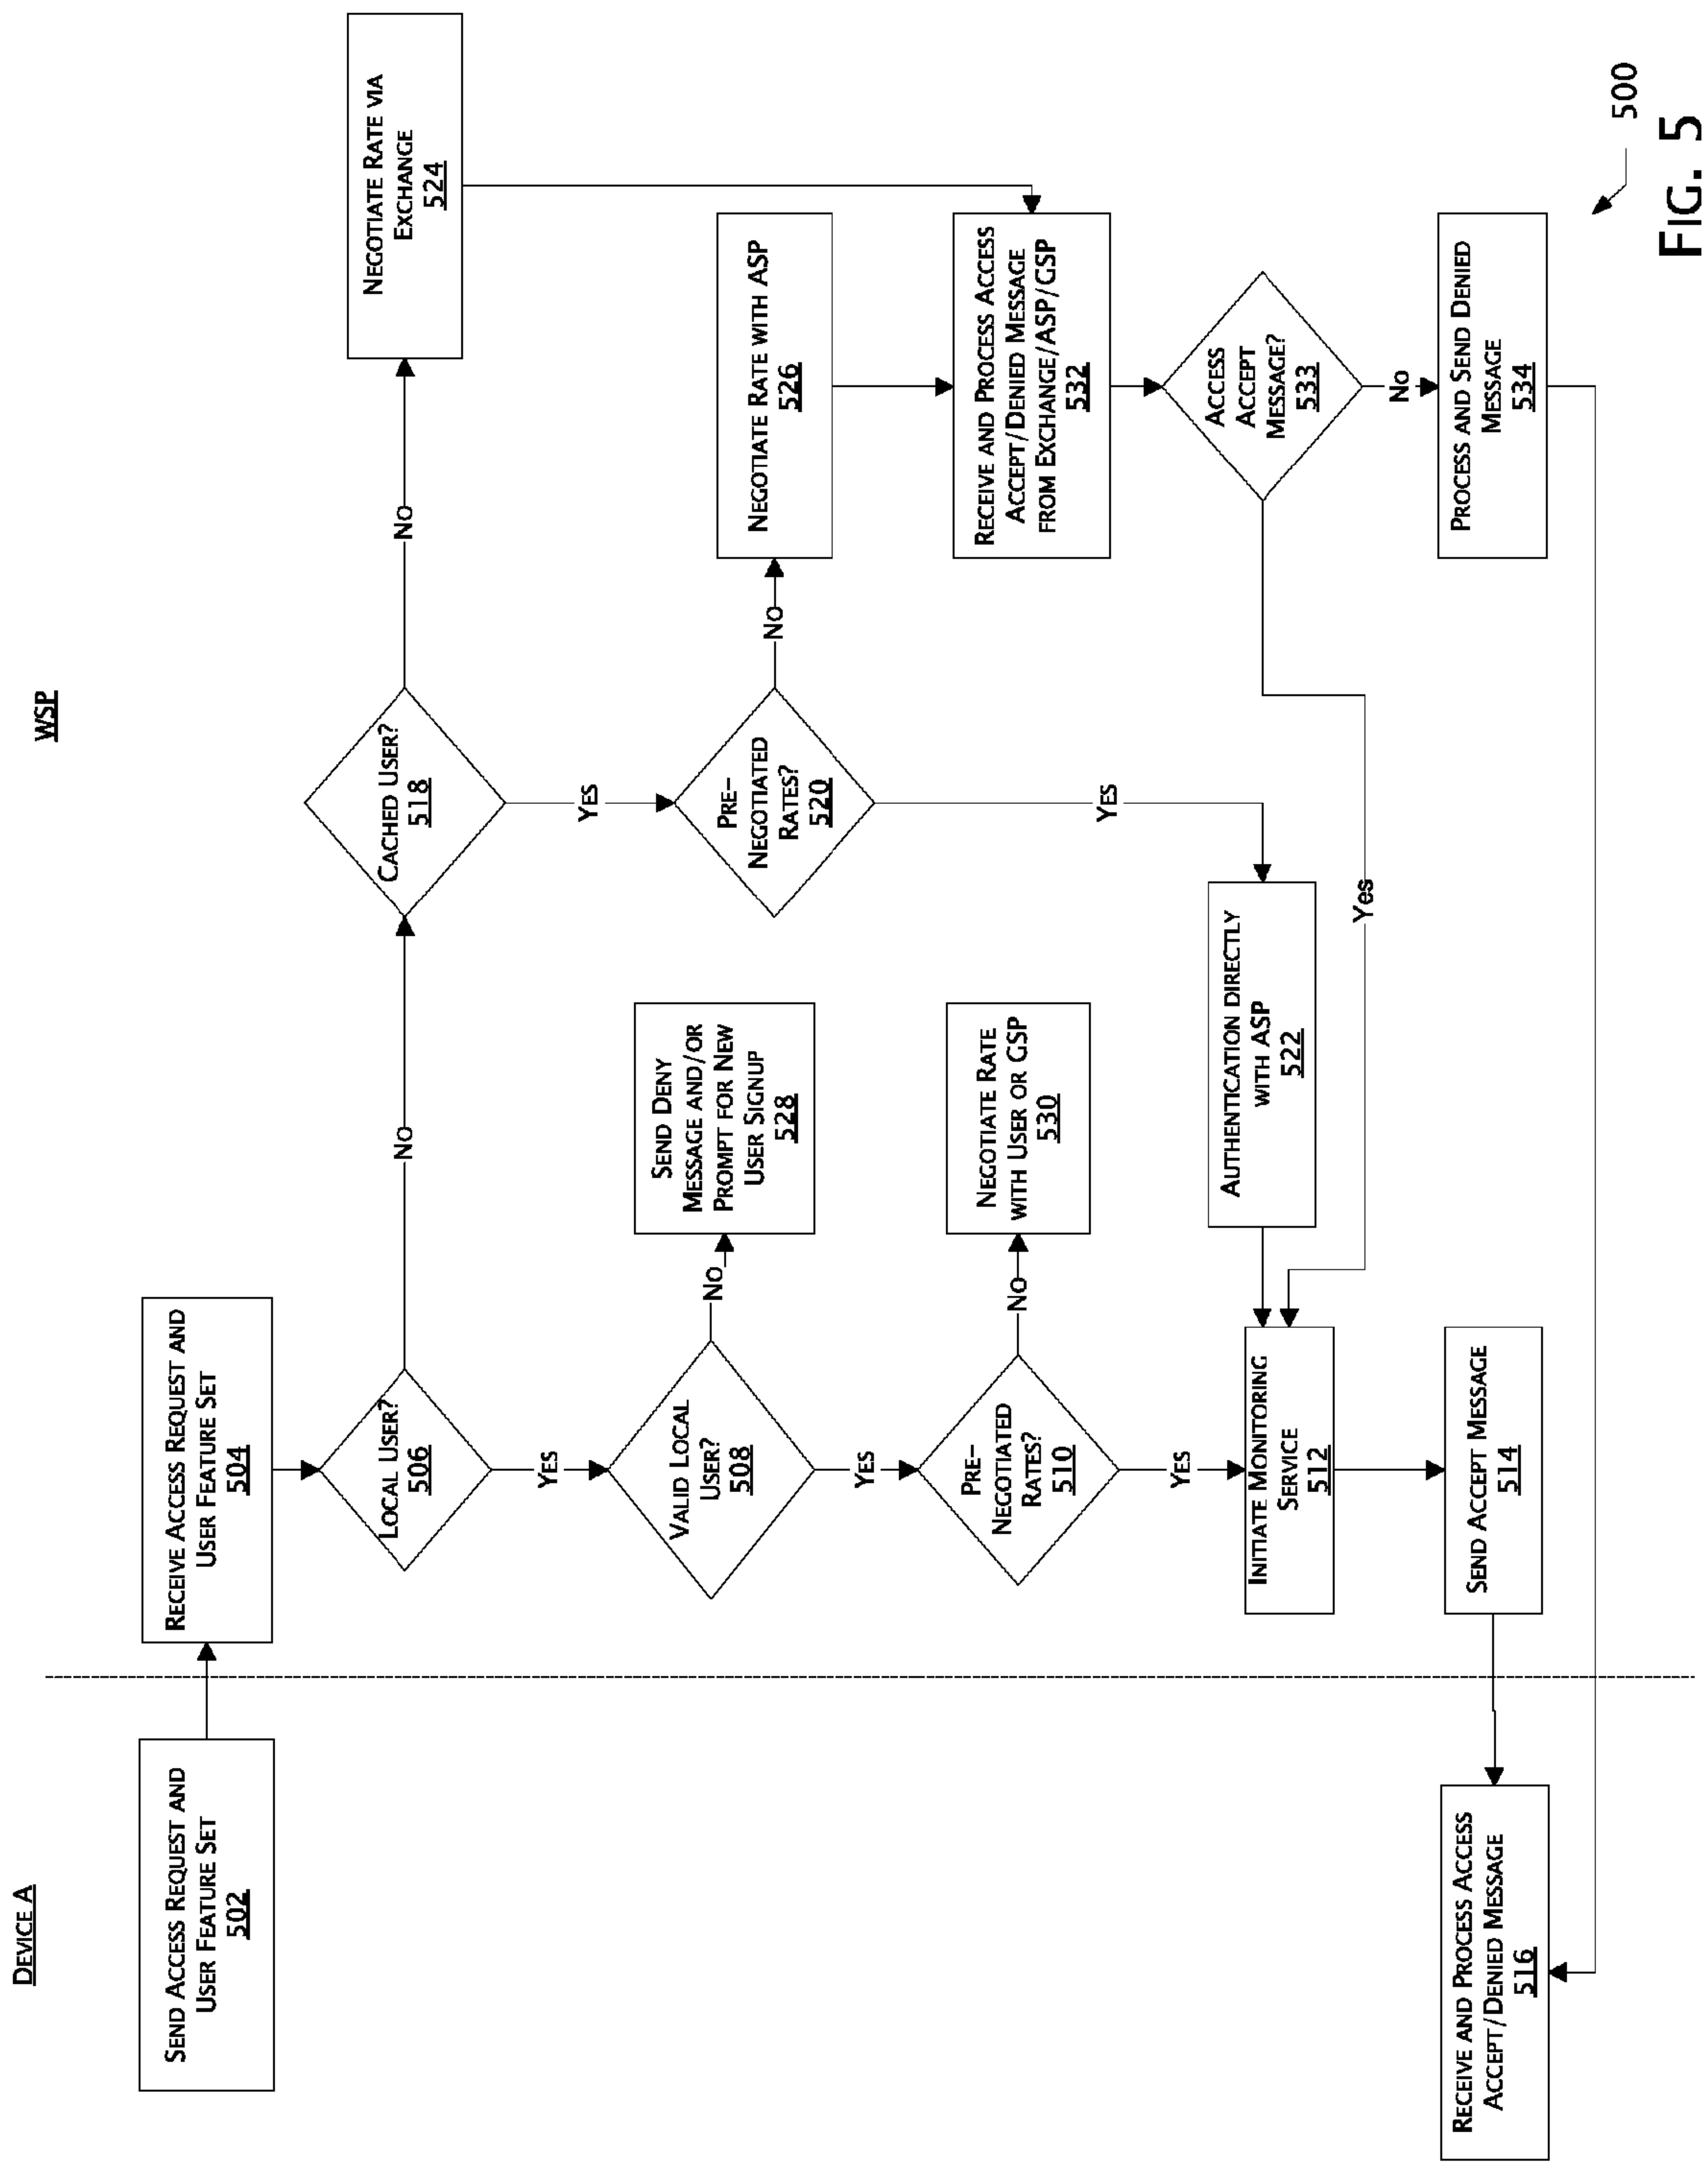 DEVICE A
WSP
SEND ACCESS REQUEST AND
USER FEATURE SET
502
RECEIVE ACCESS REQUEST AND
USER FEATURE SET
504
LOCAL USER?
506
NO
CACHED USER?
518
NO
NEGOTIATE RATE VIA
EXCHANGE
524
YES
VALID LOCAL
USER?
508
NO
SEND DENY
MESSAGE AND/OR
PROMPT FOR NEW
USER SIGNUP
528
YES
PRE-
NEGOTIATED
RATES?
520
NO
NEGOTIATE RATE WITH ASP
526
YES
PRE-
NEGOTIATED
RATES?
510
NO
NEGOTIATE RATE
WITH USER OR GSP
530
YES
RECEIVE AND PROCESS ACCESS
ACCEPT/DENIED MESSAGE
FROM EXCHANGE/ASP/GSP
532
YES
INITIATE MONITORING
SERVICE
512
AUTHENTICATION DIRECTLY
WITH ASP
522
ACCESS
ACCEPT
MESSAGE?
533
Yes
NO
RECEIVE AND PROCESS ACCESS
ACCEPT/DENIED MESSAGE
516
SEND ACCEPT MESSAGE
514
PROCESS AND SEND DENIED
MESSAGE
534
500
FIG. 5